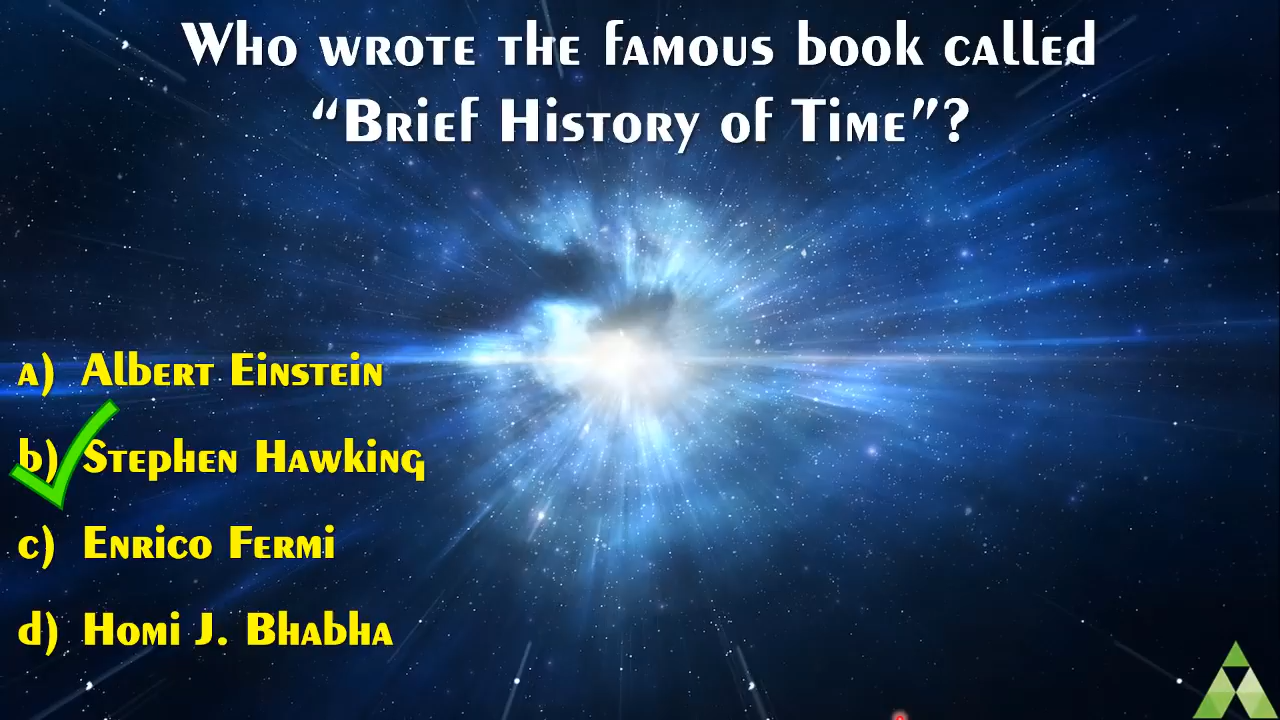 Who wrote the famous book called
“Brief History of Time”?
a) Albert Einstein
b) Stephen Hawking
c) Enrico Fermi
d) Homi J. Bhabha